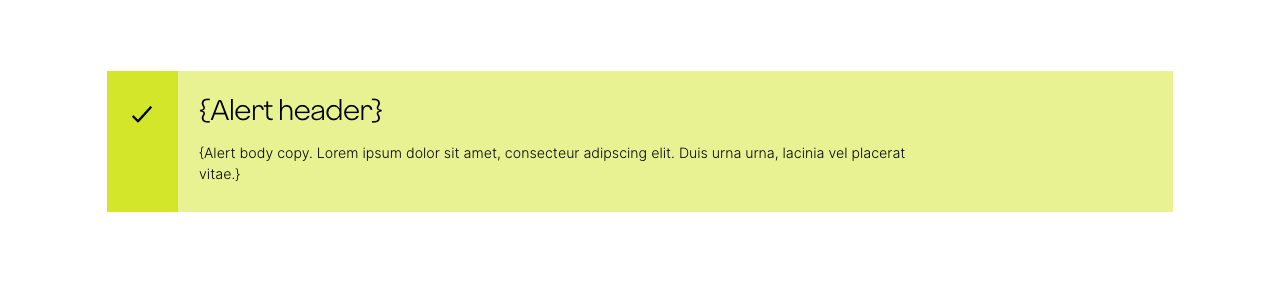 {Alert header}
{Alert body copy. Lorem ipsum dolor sit amet, consecteur adipscing elit. Duis urna urna, lacinia vel placerat
vitae.}